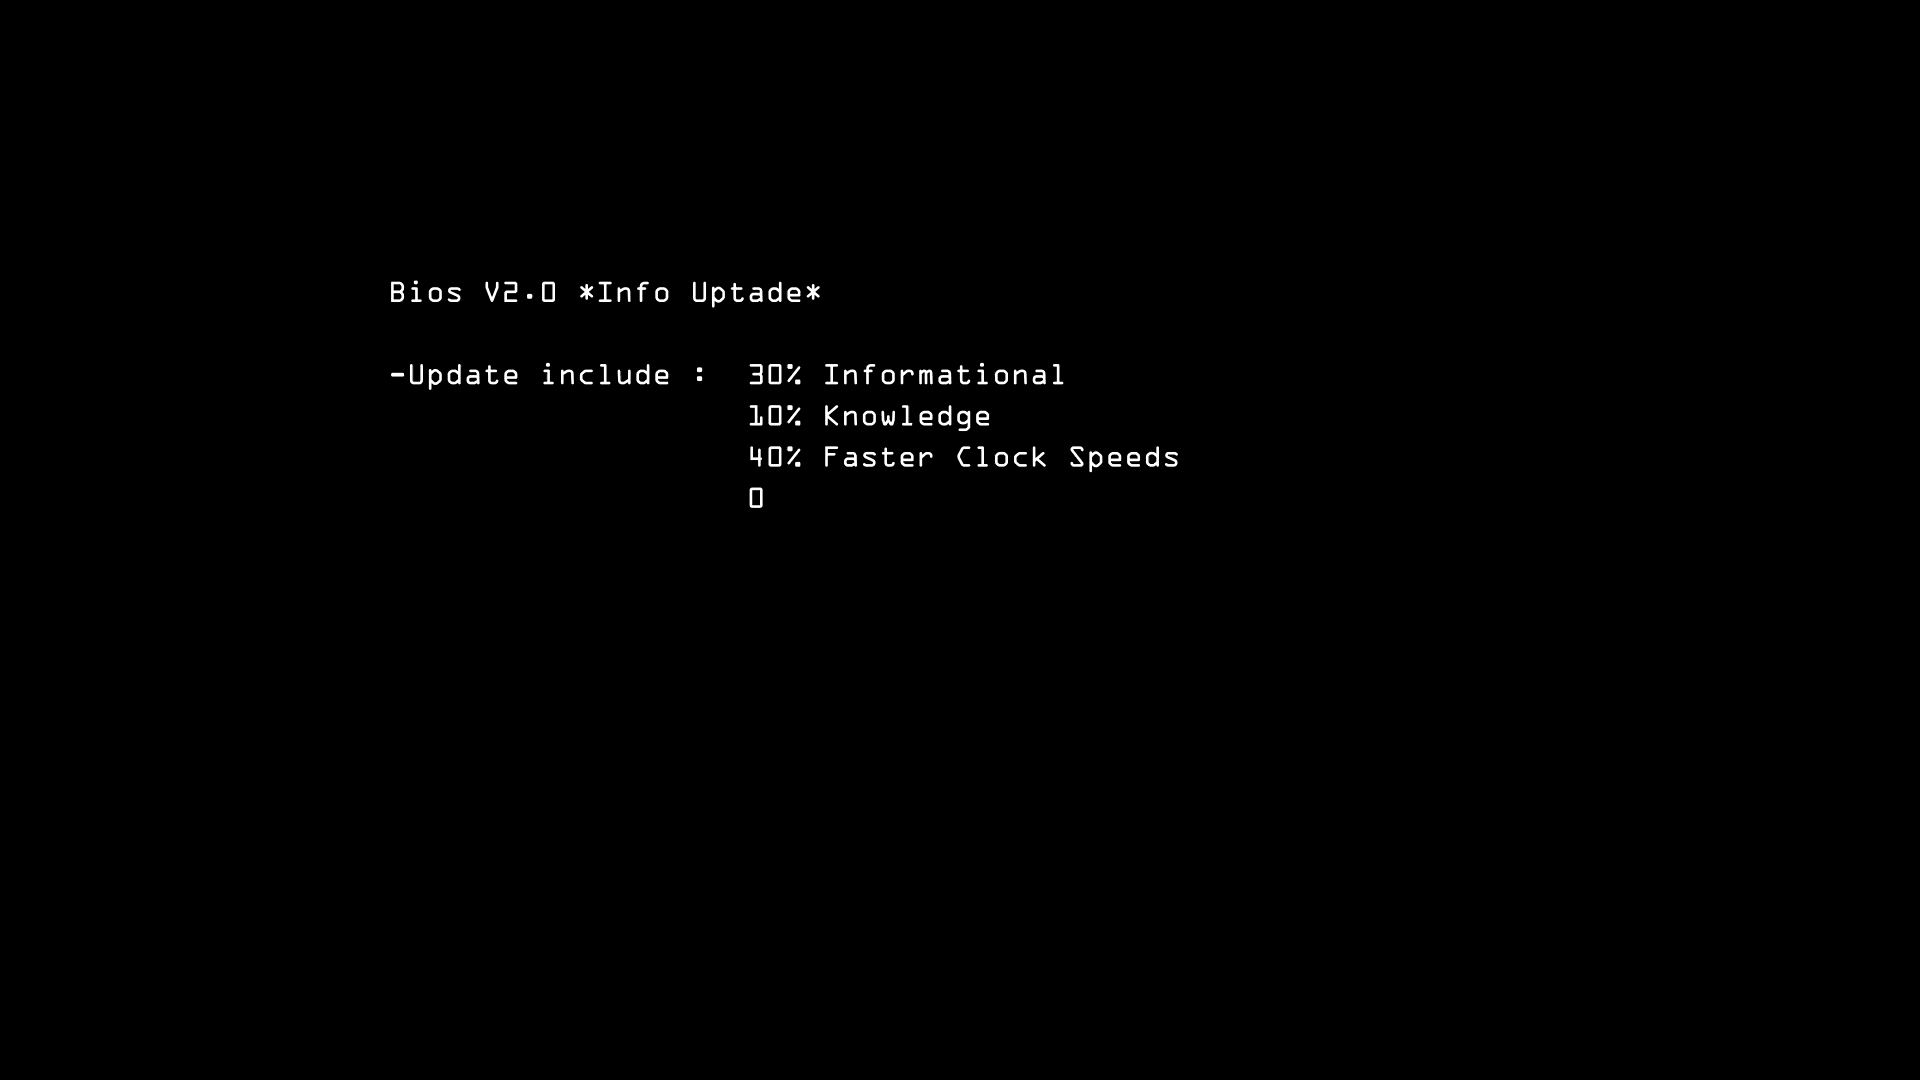 Bios V2.0 *Info Uptade*
-Update include : 30% Informational
10% Knowledge
40% Faster Clock Speeds
0